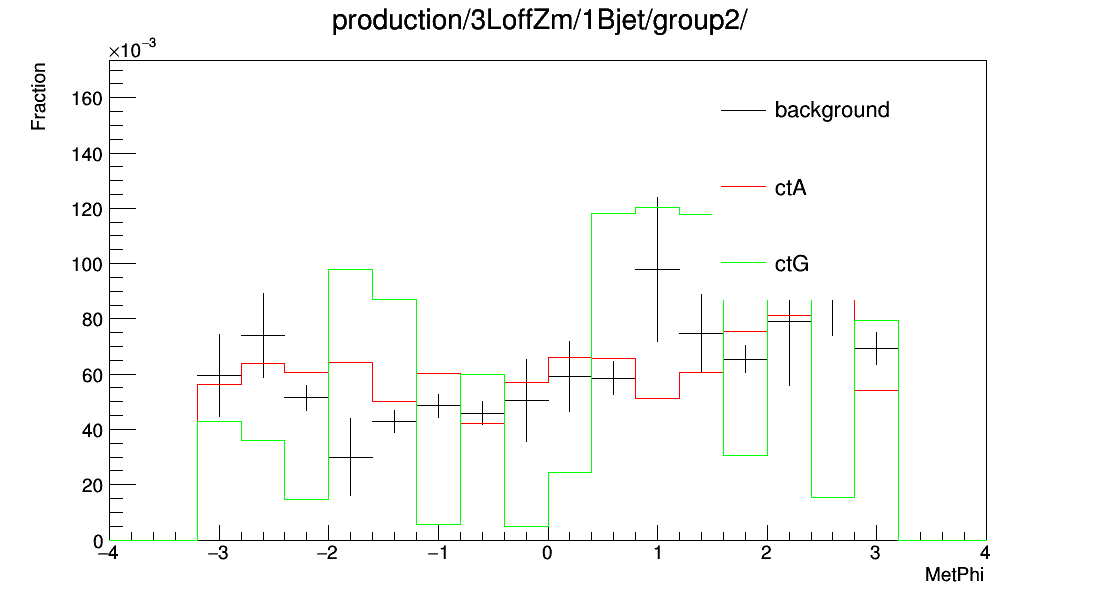 production/3LoffZm/1Bjet/group2/
×10⁻³
Fraction
160
140
120
100
80
60
40
20
0
background
ctA
ctG
−4 −3 −2 −1 0 1 2 3 4
MetPhi